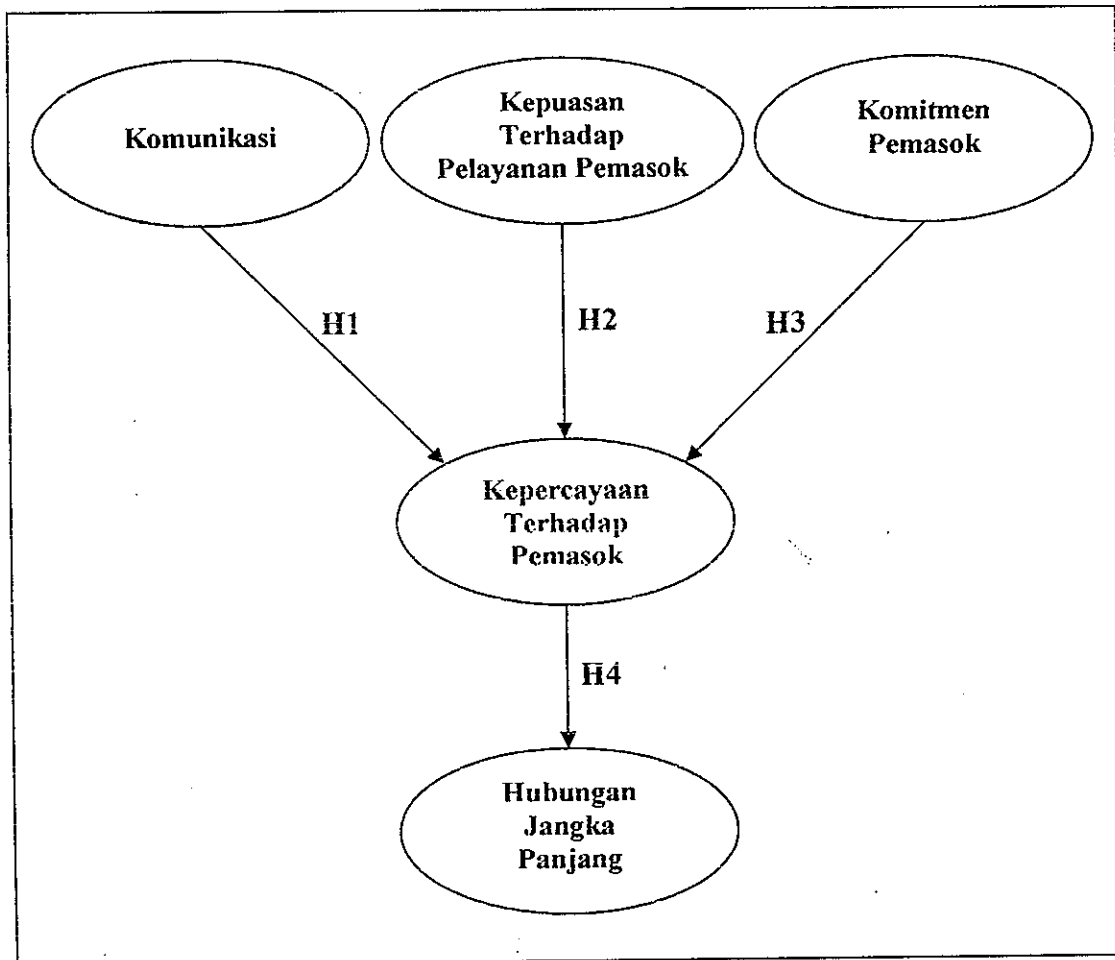 Komunikasi
Kepuasan
Terhadap
Pelayanan Pemasok
Komitmen
Pemasok
H1
H2
H3
Kepercayaan
Terhadap
Pemasok
H4
Hubungan
Jangka
Panjang